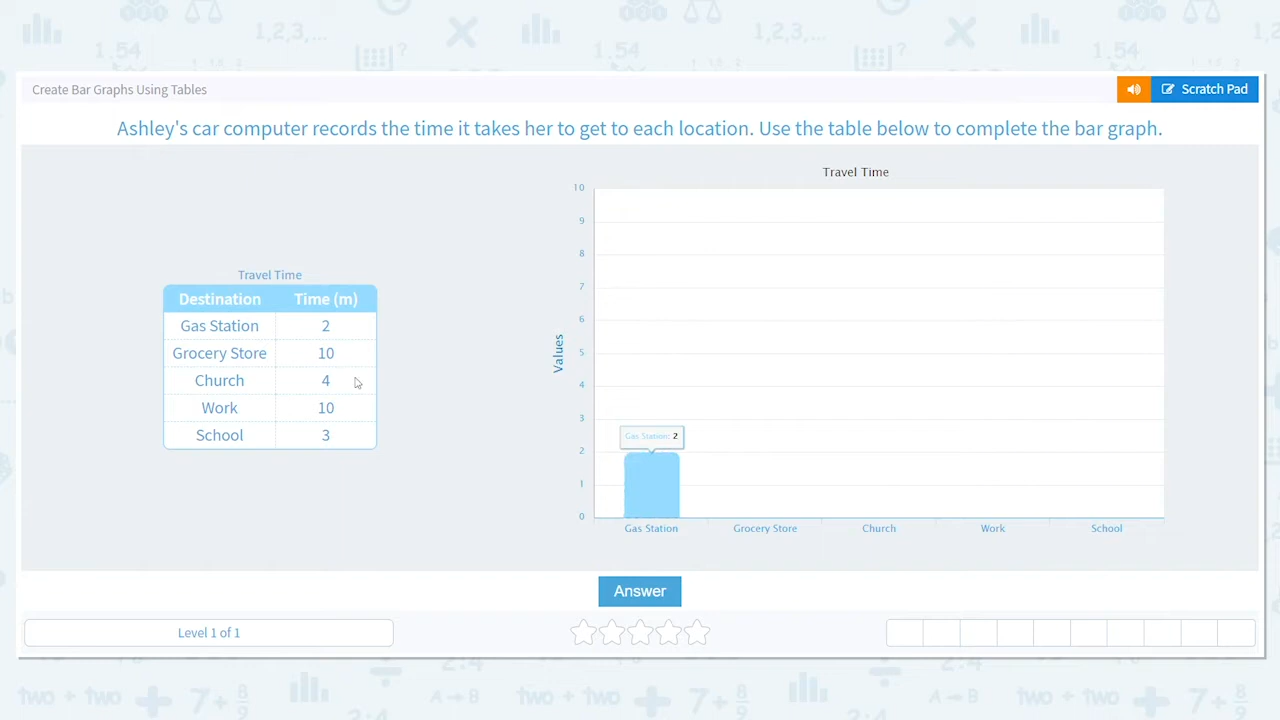 Create Bar Graphs Using Tables
Scratch Pad
Ashley's car computer records the time it takes her to get to each location. Use the table below to complete the bar graph.
Travel Time
Destination Time (m)
Gas Station 2
Grocery Store 10
Church 4
Work 10
School 3
Travel Time
Values
10
9
8
7
6
5
4
3
2
1
0
Gas Station: 2
Gas Station Grocery Store Church Work School
Answer
Level 1 of 1